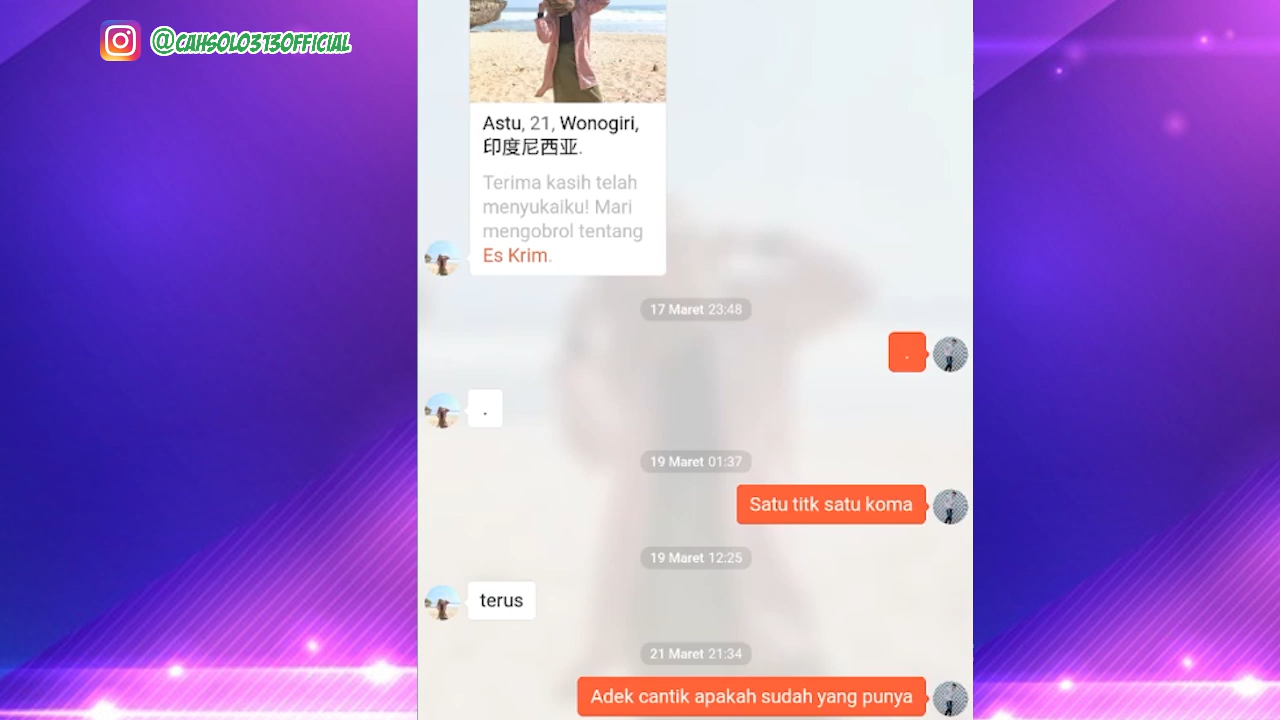 @CAHSOLO313OFFICIAL
Astu, 21, Wonogiri,
印度尼西亚.
Terima kasih telah
menyukaiku! Mari
mengobrol tentang
Es Krim.
17 Maret 23:48
.
.
19 Maret 01:37
Satu titk satu koma
19 Maret 12:25
terus
21 Maret 21:34
Adek cantik apakah sudah yang punya